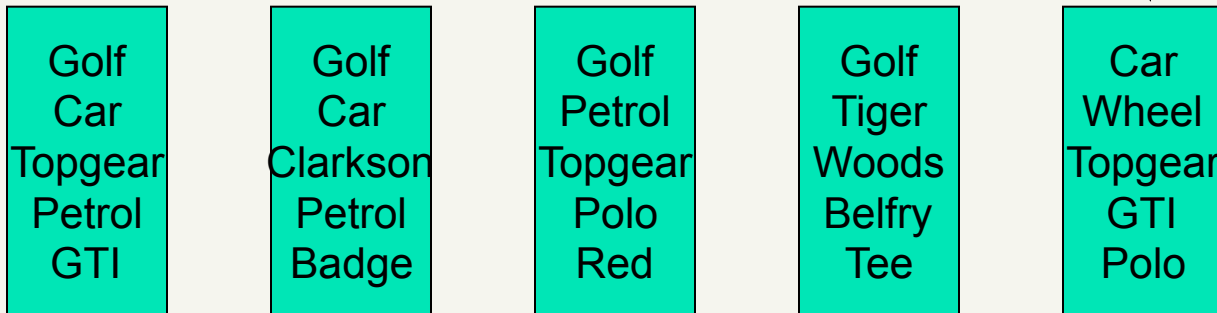 Golf
Car
Topgear
Petrol
GTI
Golf
Car
Clarkson
Petrol
Badge
Golf
Petrol
Topgear
Polo
Red
Golf
Tiger
Woods
Belfry
Tee
Car
Wheel
Topgear
GTI
Polo